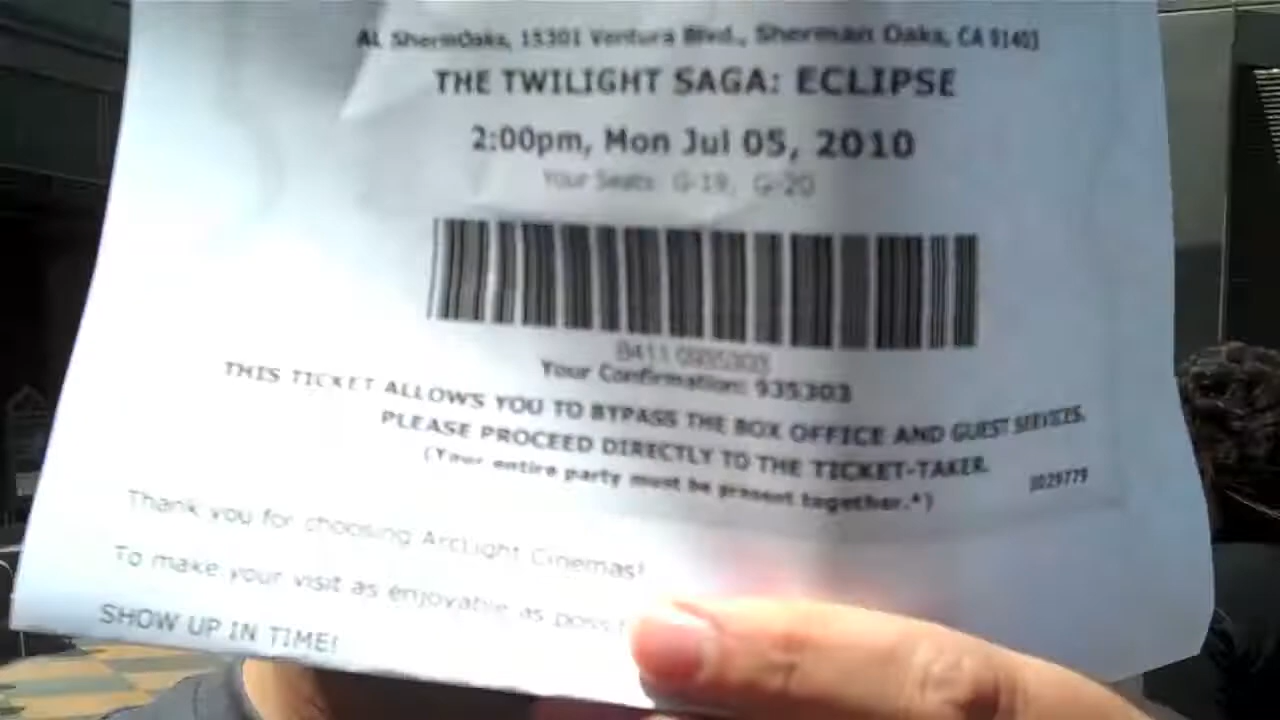 AL ShermOaks, 15301 Ventura Blvd., Sherman Oaks, CA 91403
THE TWILIGHT SAGA: ECLIPSE
2:00pm, Mon Jul 05, 2010
Your Seats: G-19, G-20
Your Confirmation: 935303
THIS TICKET ALLOWS YOU TO BYPASS THE BOX OFFICE AND GUEST SERVICES.
PLEASE PROCEED DIRECTLY TO THE TICKET-TAKER.
(Your entire party must be present together.*)
0029779
Thank you for choosing ArcLight Cinemas!
To make your visit as enjoyable as
SHOW UP IN TIME!